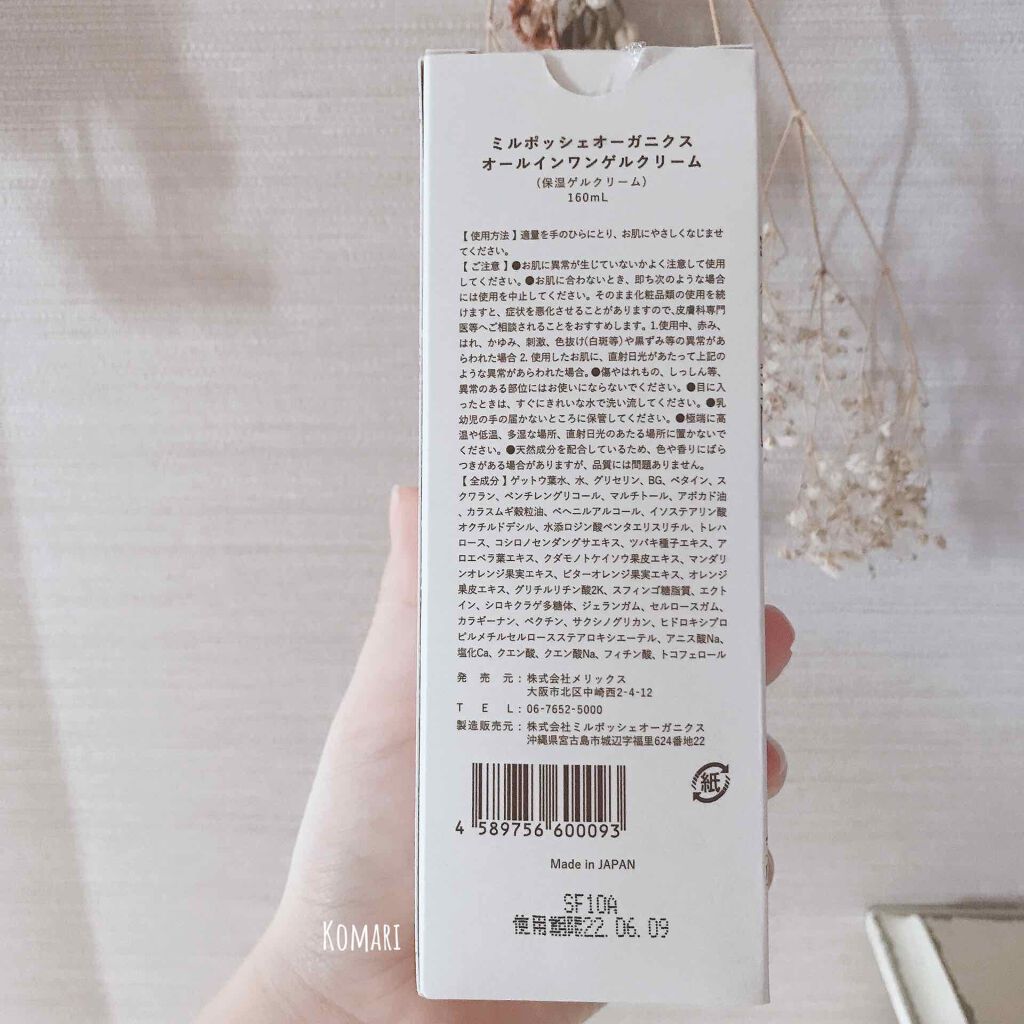 ミルポッシェオーガニクス
オールインワンゲルクリーム
(保湿ゲルクリーム)
160mL
【使用方法】適量を手のひらにとり、お肌にやさしくなじませ
てください。
【ご注意】●お肌に異常が生じていないかよく注意して使用
してください。●お肌に合わないとき、即ち次のような場合
には使用を中止してください。そのまま化粧品類の使用を続
けますと、症状を悪化させることがありますので、皮膚科専門
医等へご相談されることをおすすめします。1.使用中、赤み、
はれ、かゆみ、刺激、色抜け(白斑等)や黒ずみ等の異常があ
らわれた場合 2. 使用したお肌に、直射日光があたって上記の
ような異常があらわれた場合。●傷やはれもの、しっしん等、
異常のある部位にはお使いにならないでください。●目に入
ったときは、すぐにきれいな水で洗い流してください。●乳
幼児の手の届かないところに保管してください。●極端に高
温や低温、多湿な場所、直射日光のあたる場所に置かないで
ください。●天然成分を配合しているため、色や香りにばら
つきがある場合がありますが、品質には問題ありません。
【全成分】ゲットウ葉水、水、グリセリン、BG、ベタイン、ス
クワラン、ペンチレングリコール、マルチトール、アボカド油
、カラスムギ穀粒油、ベヘニルアルコール、イソステアリン酸
オクチルドデシル、水添ロジン酸ペンタエリスリチル、トレハ
ロース、コシロノセンダングサエキス、ツバキ種子エキス、ア
ロエベラ葉エキス、クダモノトケイソウ果皮エキス、マンダリ
ンオレンジ果実エキス、ビターオレンジ果実エキス、オレンジ
果皮エキス、グリチルリチン酸2K、スフィンゴ糖脂質、エクト
イン、シロキクラゲ多糖体、ジェランガム、セルロースガム、
カラギーナン、ペクチン、サクシノグリカン、ヒドロキシプロ
ピルメチルセルロースステアロキシエーテル、アニス酸Na、
塩化Ca、クエン酸、クエン酸Na、フィチン酸、トコフェロール
発 売 元:株式会社メリックス
大阪市北区中崎西2-4-12
T E L:06-7652-5000
製造販売元:株式会社ミルポッシェオーガニクス
沖縄県宮古島市城辺字福里624番地22
紙
4 589756 600093
Made in JAPAN
SF10A
使用期限22.06.09
KOMARI